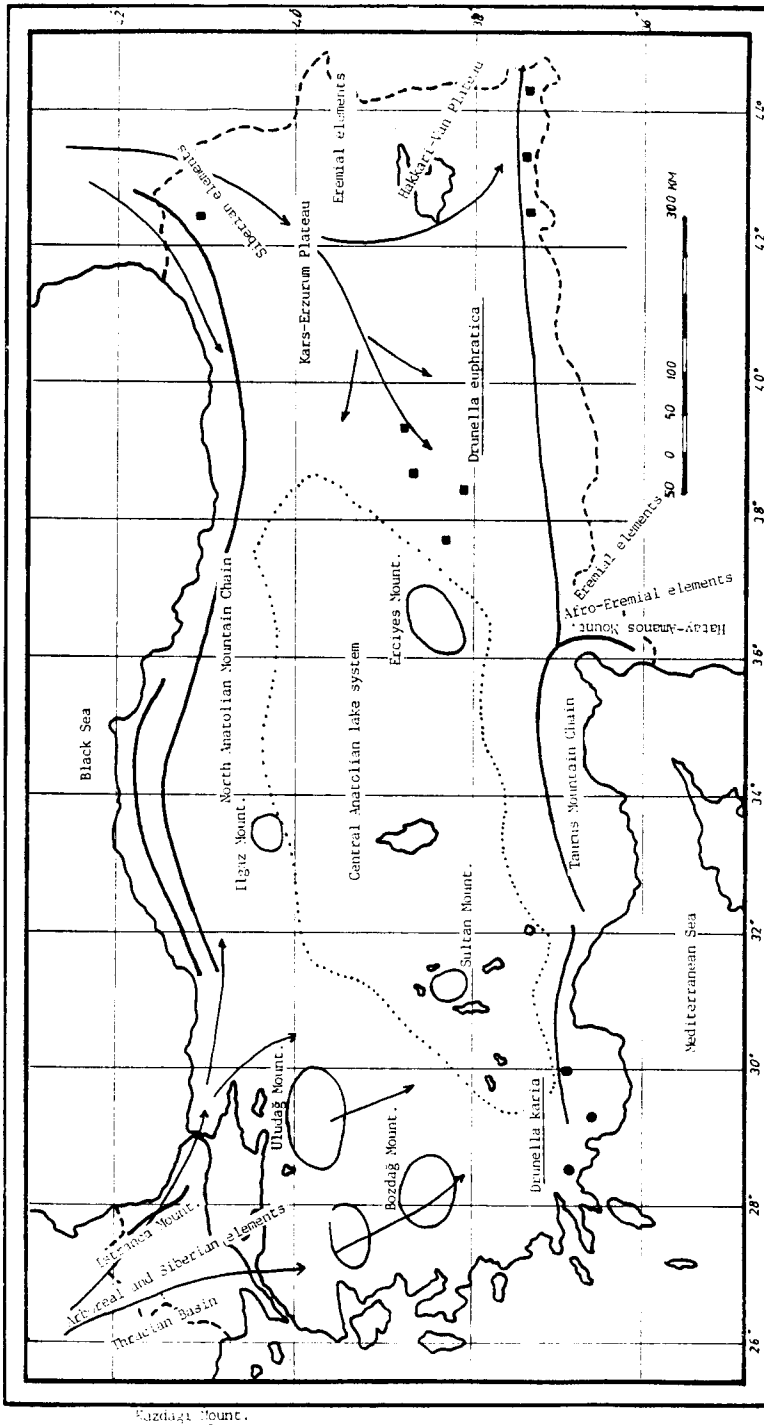 Black Sea
North Anatolian Mountain Chain
Ilgaz Mount.
Central Anatolian lake system
Erciyes Mount.
Sultan Mount.
Taurus Mountain Chain
Mediterranean Sea
Hatay-Amanos Mount.
Afro-Eremial elements
Eremial elements
Siberian elements
Eremial elements
Hakkari-Van Plateau
Kars-Erzurum Plateau
Drunella euphratica
Istranca Mount.
Arboreal and Siberian elements
Thracian Basin
Uludağ Mount.
Bozdağ Mount.
Drunella karia
Kazdagi Mount.
26° 28° 30° 32° 34° 36° 38° 40° 42° 44°
40 38 36
50 0 50 100 300 KM